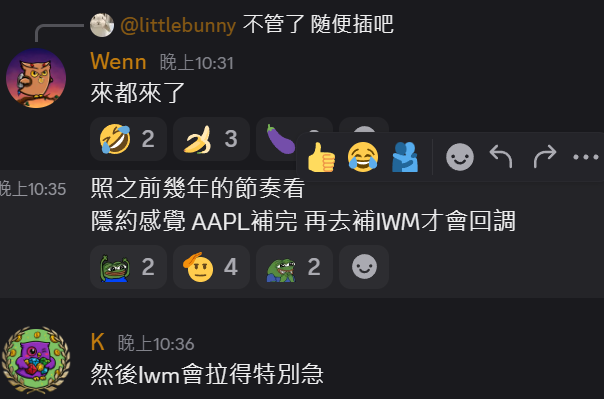 @littlebunny 不管了 随便插吧
Wenn 晚上10:31
來都來了
2 3
晚上10:35 照之前幾年的節奏看
隱約感覺 AAPL補完 再去補IWM才會回調
2 4 2
K 晚上10:36
然後Iwm會拉得特別急